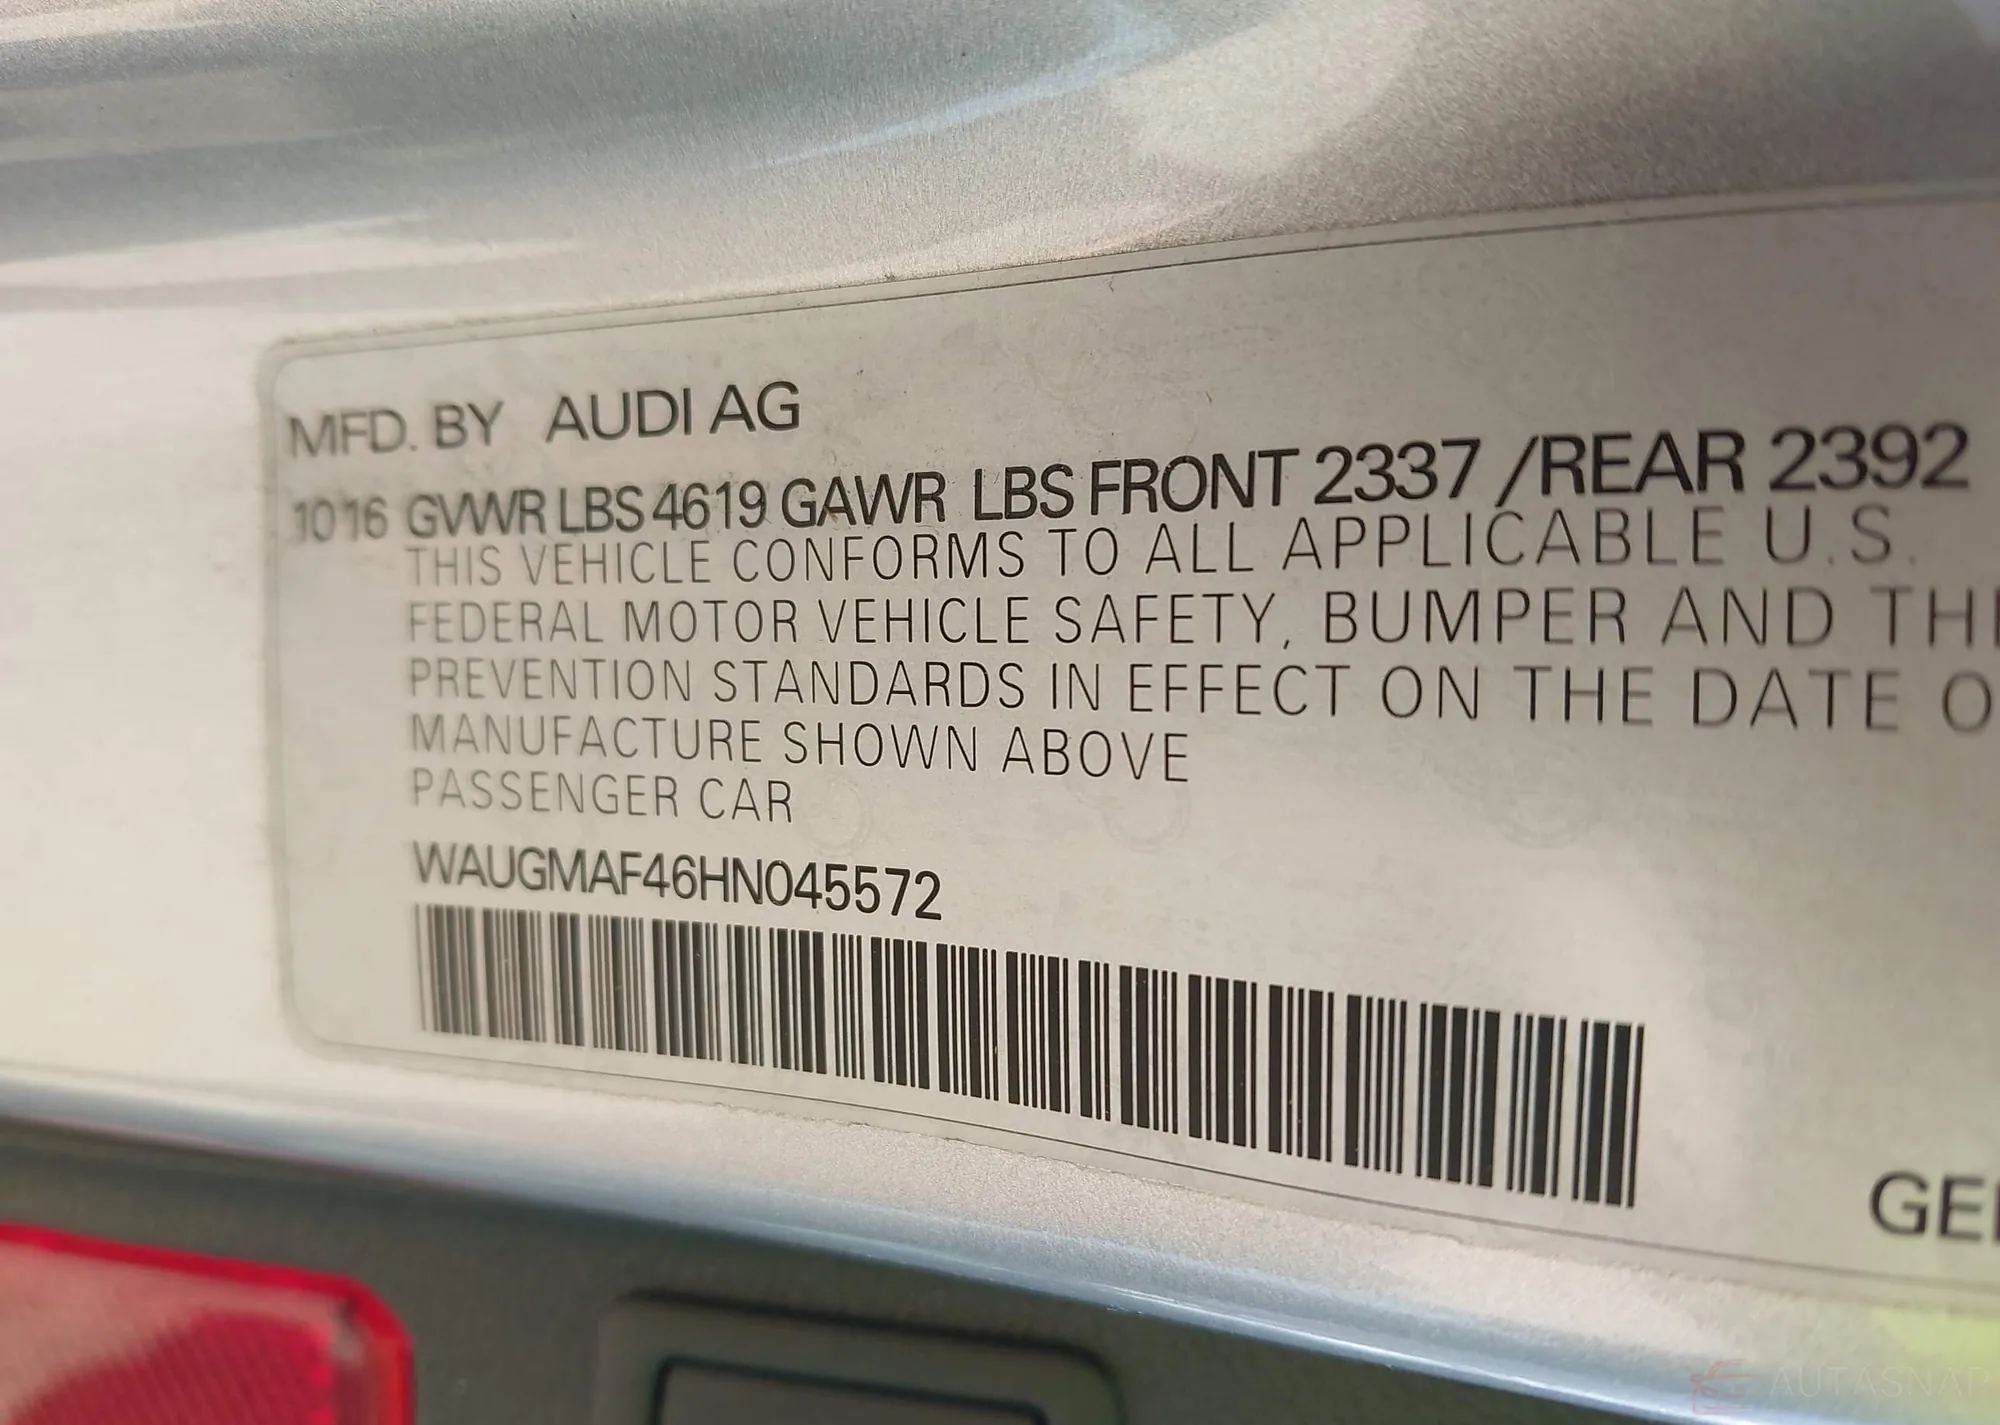 MFD. BY AUDI AG
10 16 GVWR LBS 4619 GAWR LBS FRONT 2337 /REAR 2392
THIS VEHICLE CONFORMS TO ALL APPLICABLE U.S.
FEDERAL MOTOR VEHICLE SAFETY, BUMPER AND
PREVENTION STANDARDS IN EFFECT ON THE DATE
MANUFACTURE SHOWN ABOVE
PASSENGER CAR
WAUGMAF46HN045572
AUTASNAP